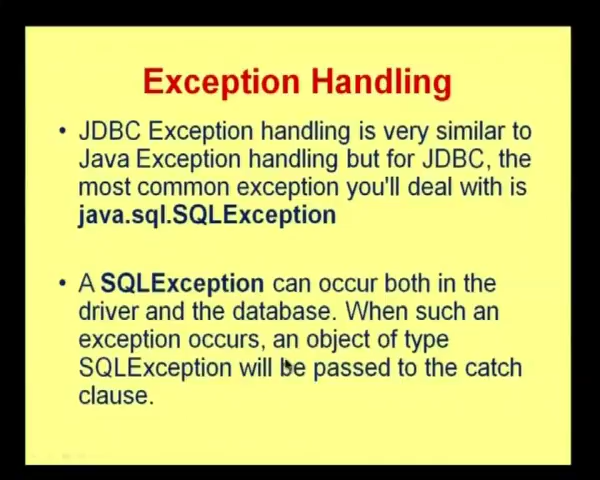 Exception Handling
• JDBC Exception handling is very similar to
Java Exception handling but for JDBC, the
most common exception you'll deal with is
java.sql.SQLException
• A SQLException can occur both in the
driver and the database. When such an
exception occurs, an object of type
SQLException will be passed to the catch
clause.